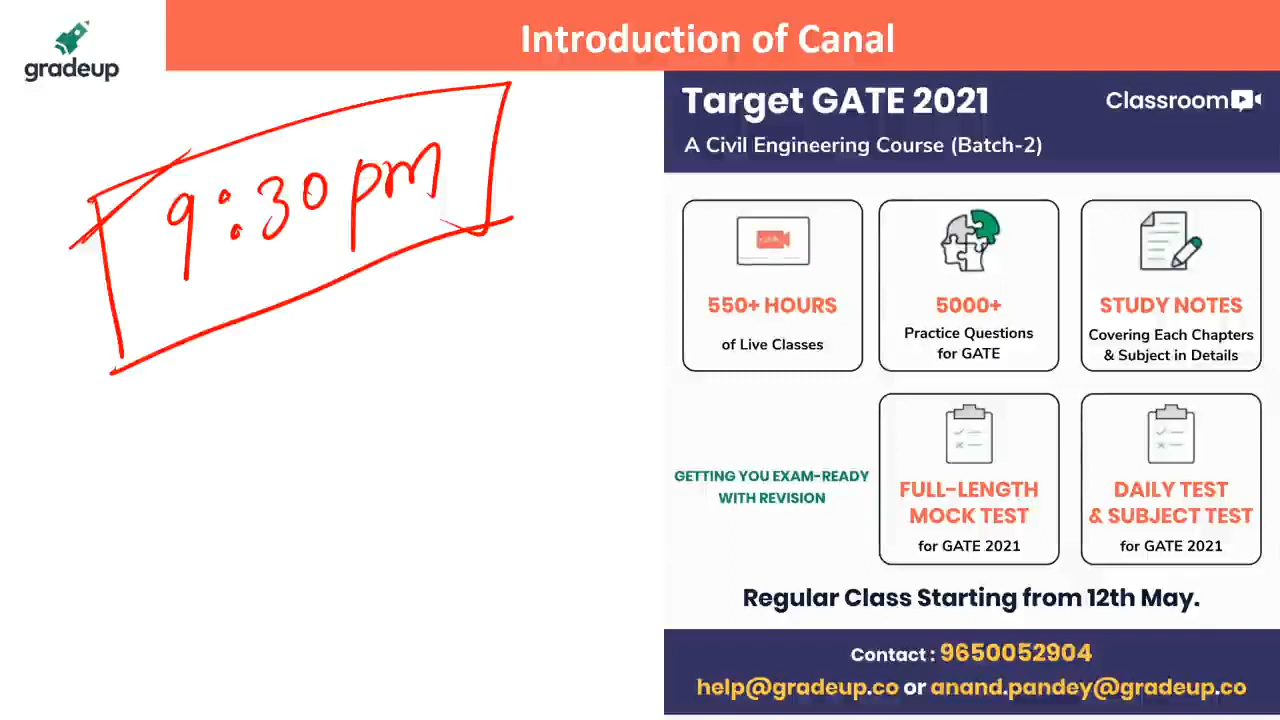 gradeup
Introduction of Canal
9:30 pm
Target GATE 2021
Classroom
A Civil Engineering Course (Batch-2)
550+ HOURS
of Live Classes
5000+
Practice Questions
for GATE
STUDY NOTES
Covering Each Chapters
& Subject in Details
GETTING YOU EXAM-READY
WITH REVISION
FULL-LENGTH
MOCK TEST
for GATE 2021
DAILY TEST
& SUBJECT TEST
for GATE 2021
Regular Class Starting from 12th May.
Contact : 9650052904
help@gradeup.co or anand.pandey@gradeup.co